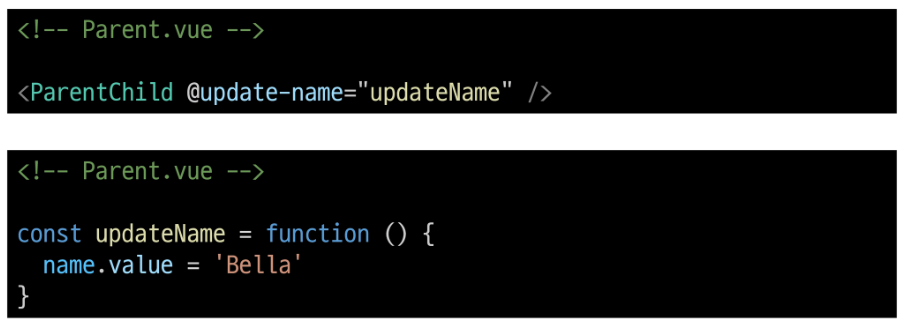 <!-- Parent.vue -->
<ParentChild @update-name="updateName" />
<!-- Parent.vue -->
const updateName = function () {
  name.value = 'Bella'
}